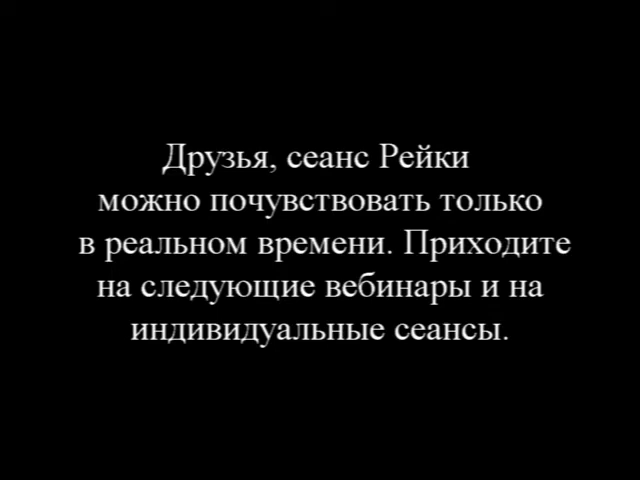 Друзья, сеанс Рейки
можно почувствовать только
в реальном времени. Приходите
на следующие вебинары и на
индивидуальные сеансы.